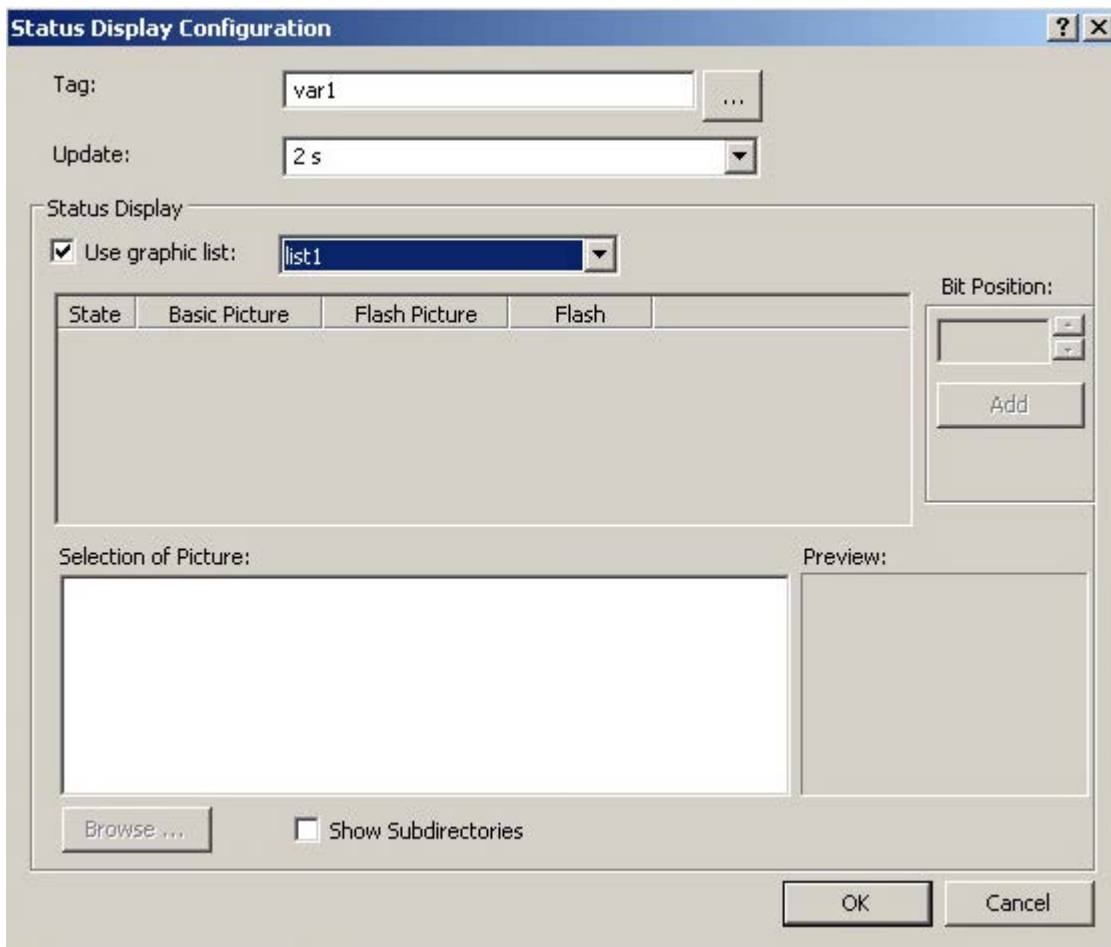 Status Display Configuration
Tag: var1 ...
Update: 2 s
Status Display
Use graphic list: list1
Bit Position:
State Basic Picture Flash Picture Flash
Add
Selection of Picture: Preview:
Browse ... Show Subdirectories
OK Cancel